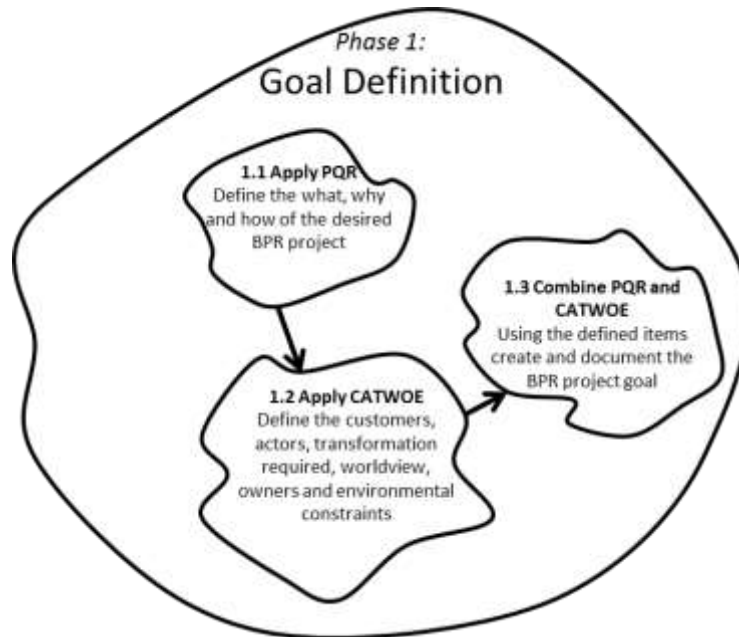 Phase 1:
Goal Definition
1.1 Apply PQR
Define the what, why
and how of the desired
BPR project
1.2 Apply CATWOE
Define the customers,
actors, transformation
required, worldview,
owners and environmental
constraints
1.3 Combine PQR and
CATWOE
Using the defined items
create and document the
BPR project goal